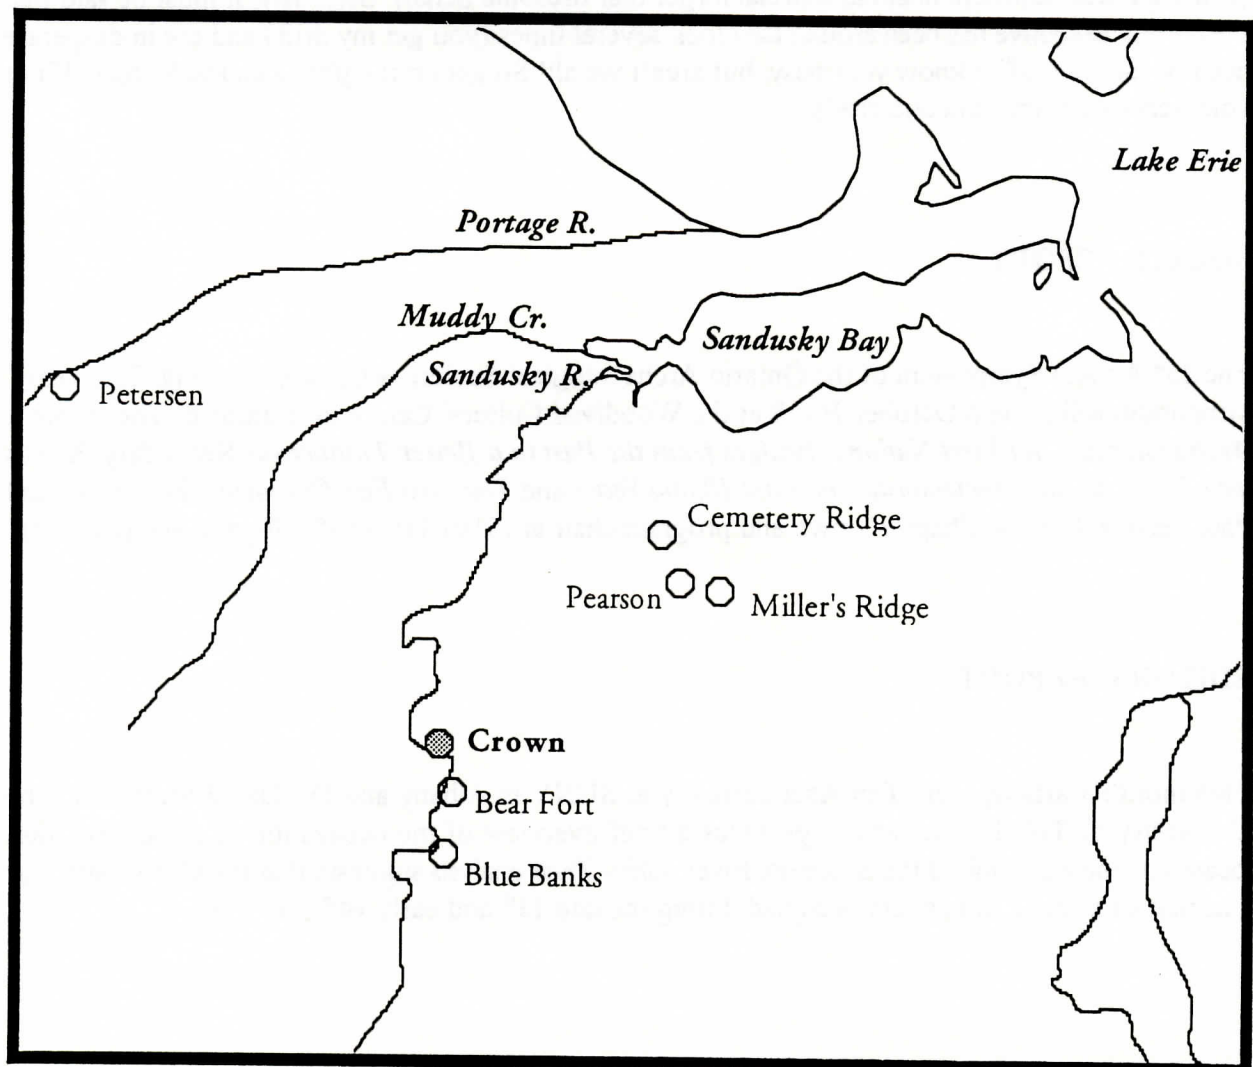 Lake Erie
Portage R.
Muddy Cr.
Sandusky Bay
Sandusky R.
Petersen
Cemetery Ridge
Pearson
Miller's Ridge
Crown
Bear Fort
Blue Banks